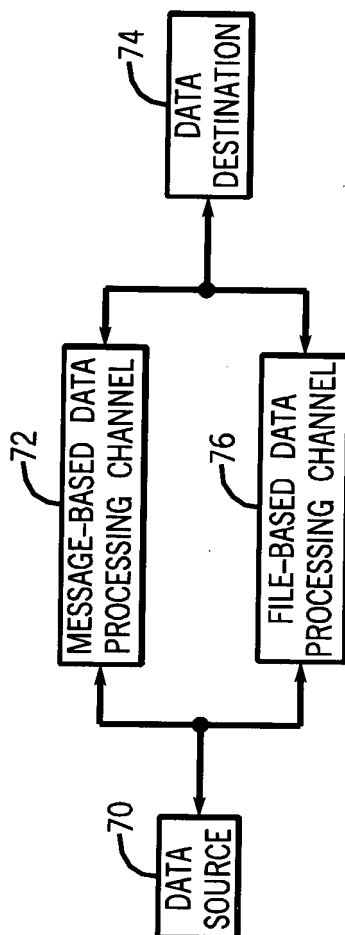 70
DATA
SOURCE
72
MESSAGE-BASED DATA
PROCESSING CHANNEL
76
FILE-BASED DATA
PROCESSING CHANNEL
74
DATA
DESTINATION